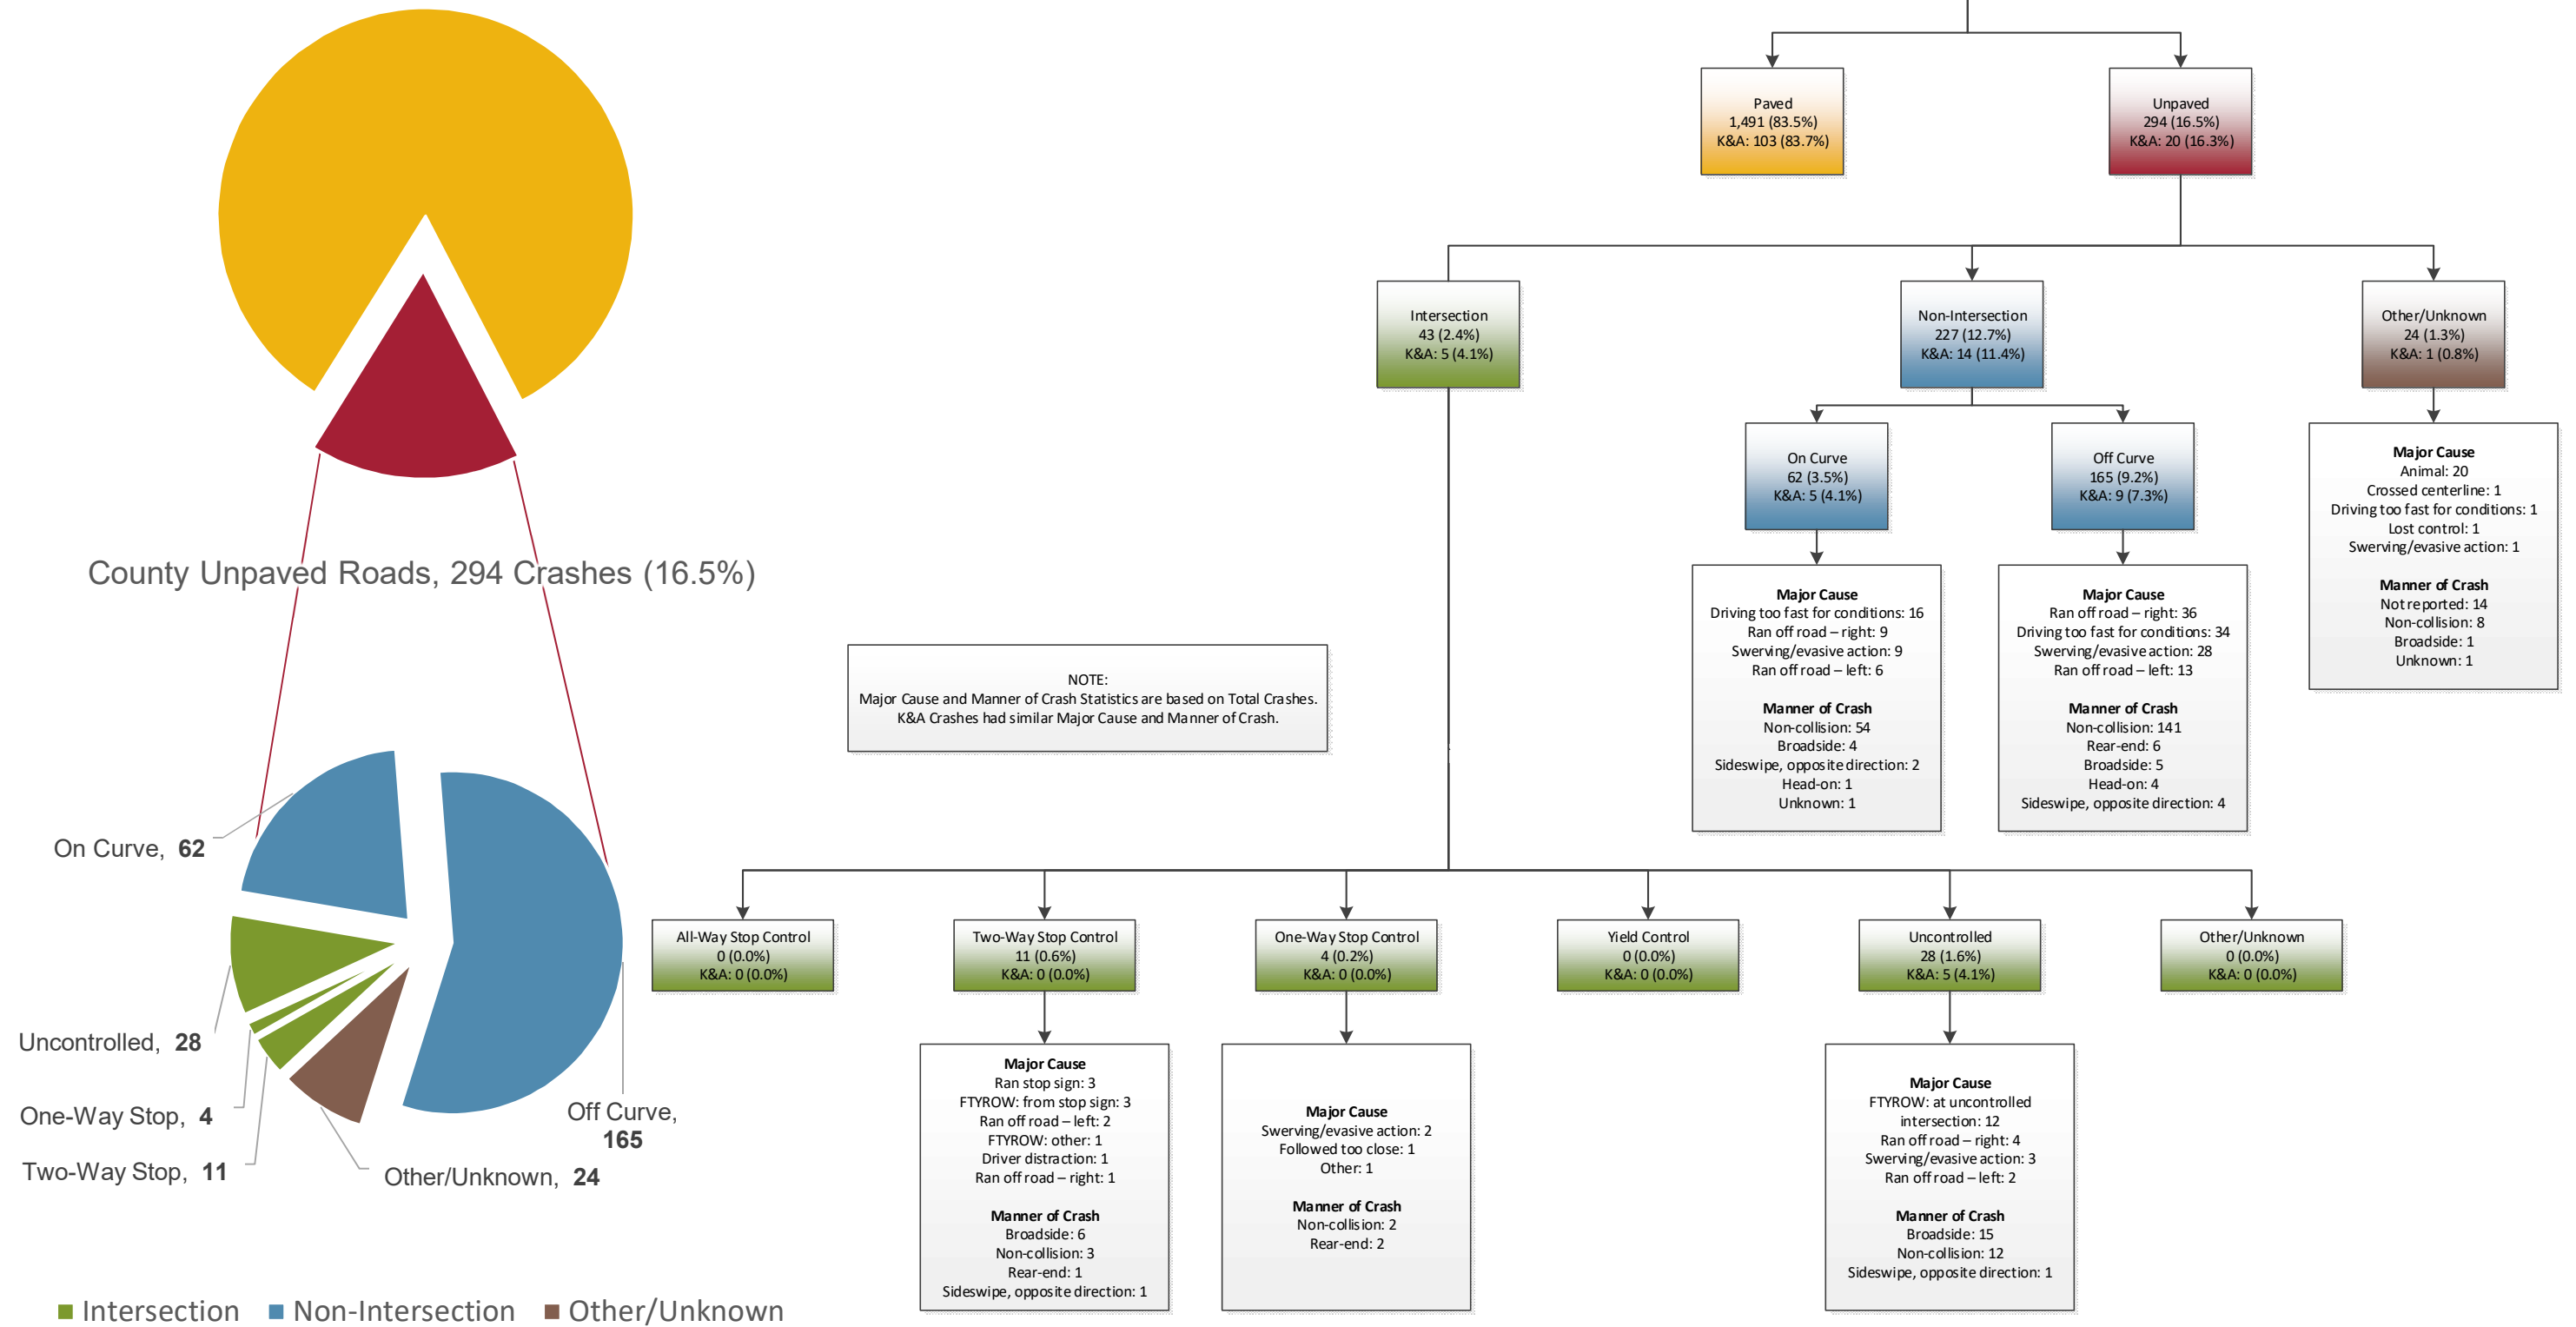 County Unpaved Roads, 294 Crashes (16.5%)
On Curve, 62
Uncontrolled, 28
One-Way Stop, 4
Two-Way Stop, 11
Other/Unknown, 24
Off Curve,
165
Intersection
Non-Intersection
Other/Unknown
Paved
1,491 (83.5%)
K&A: 103 (83.7%)
Unpaved
294 (16.5%)
K&A: 20 (16.3%)
Intersection
43 (2.4%)
K&A: 5 (4.1%)
Non-Intersection
227 (12.7%)
K&A: 14 (11.4%)
Other/Unknown
24 (1.3%)
K&A: 1 (0.8%)
On Curve
62 (3.5%)
K&A: 5 (4.1%)
Off Curve
165 (9.2%)
K&A: 9 (7.3%)
Major Cause
Animal: 20
Crossed centerline: 1
Driving too fast for conditions: 1
Lost control: 1
Swerving/evasive action: 1
Manner of Crash
Not reported: 14
Non-collision: 8
Broadside: 1
Unknown: 1
Major Cause
Driving too fast for conditions: 16
Ran off road – right: 9
Swerving/evasive action: 9
Ran off road – left: 6
Manner of Crash
Non-collision: 54
Broadside: 4
Sideswipe, opposite direction: 2
Head-on: 1
Unknown: 1
Major Cause
Ran off road – right: 36
Driving too fast for conditions: 34
Swerving/evasive action: 28
Ran off road – left: 13
Manner of Crash
Non-collision: 141
Rear-end: 6
Broadside: 5
Head-on: 4
Sideswipe, opposite direction: 4
NOTE:
Major Cause and Manner of Crash Statistics are based on Total Crashes.
K&A Crashes had similar Major Cause and Manner of Crash.
All-Way Stop Control
0 (0.0%)
K&A: 0 (0.0%)
Two-Way Stop Control
11 (0.6%)
K&A: 0 (0.0%)
One-Way Stop Control
4 (0.2%)
K&A: 0 (0.0%)
Yield Control
0 (0.0%)
K&A: 0 (0.0%)
Uncontrolled
28 (1.6%)
K&A: 5 (4.1%)
Other/Unknown
0 (0.0%)
K&A: 0 (0.0%)
Major Cause
Ran stop sign: 3
FTYROW: from stop sign: 3
Ran off road – left: 2
FTYROW: other: 1
Driver distraction: 1
Ran off road – right: 1
Manner of Crash
Broadside: 6
Non-collision: 3
Rear-end: 1
Sideswipe, opposite direction: 1
Major Cause
Swerving/evasive action: 2
Followed too close: 1
Other: 1
Manner of Crash
Non-collision: 2
Rear-end: 2
Major Cause
FTYROW: at uncontrolled
intersection: 12
Ran off road – right: 4
Swerving/evasive action: 3
Ran off road – left: 2
Manner of Crash
Broadside: 15
Non-collision: 12
Sideswipe, opposite direction: 1